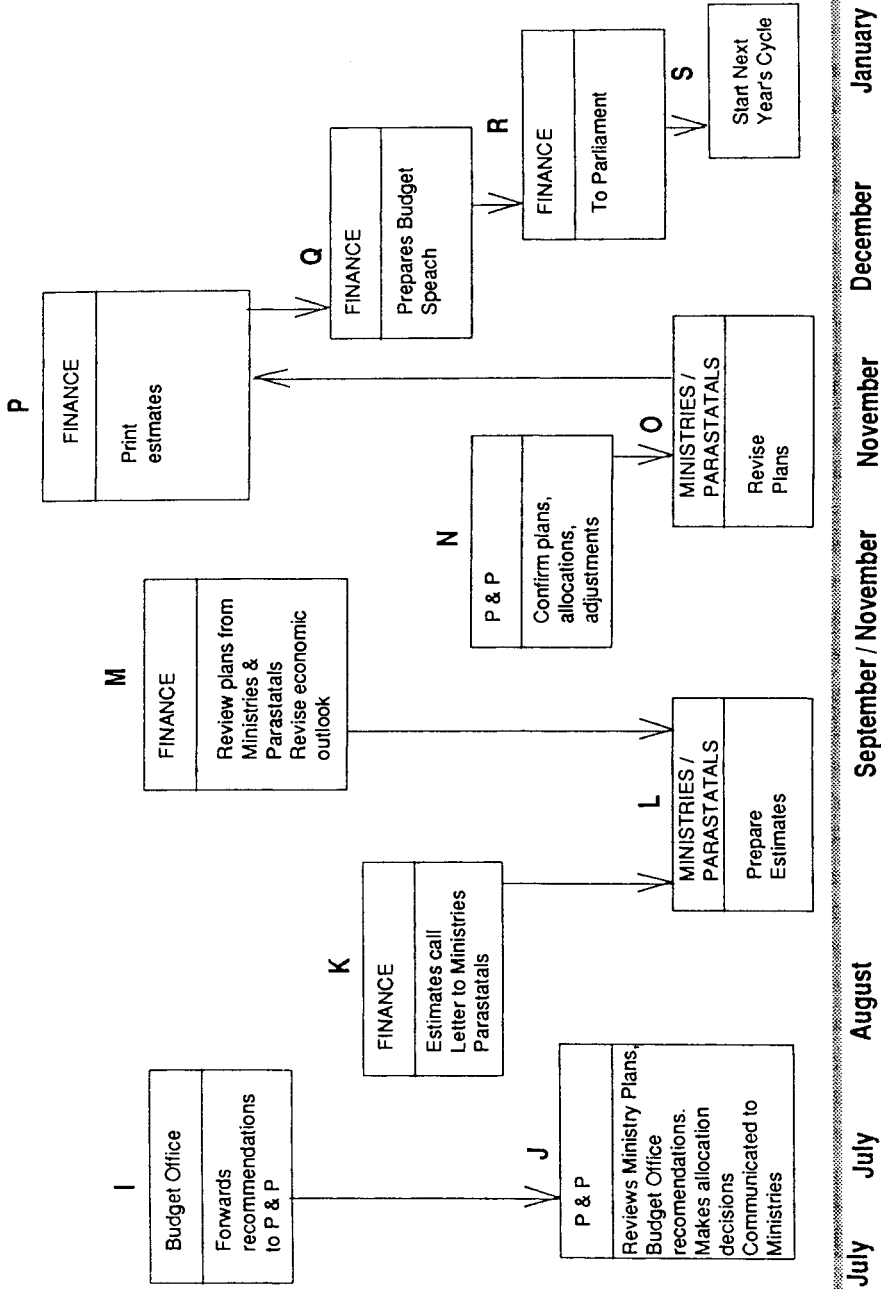 I
Budget Office
Forwards
recommendations
to P & P
J
P & P
Reviews Ministry Plans,
Budget Office
recomendations.
Makes allocation
decisions
Communicated to
Ministries
K
FINANCE
Estimates call
Letter to Ministries
Parastatals
L
MINISTRIES /
PARASTATALS
Prepare
Estimates
M
FINANCE
Review plans from
Ministries &
Parastatals
Revise economic
outlook
N
P & P
Confirm plans,
allocations,
adjustments
O
MINISTRIES /
PARASTATALS
Revise
Plans
P
FINANCE
Print
estmates
Q
FINANCE
Prepares Budget
Speach
R
FINANCE
To Parliament
S
Start Next
Year's Cycle
July
July
August
September / November
November
December
January